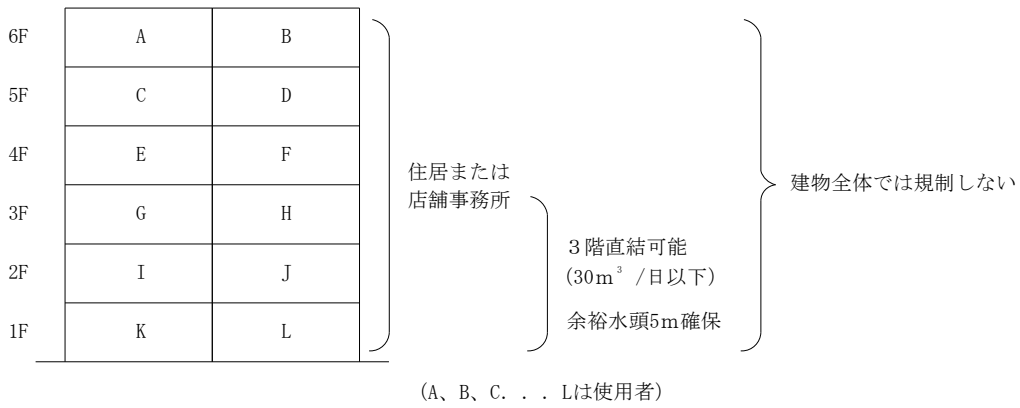 6F A B
5F C D
4F E F
3F G H
2F I J
1F K L
住居または
店舗事務所
3階直結可能
(30m³ /日以下)
余裕水頭5m確保
建物全体では規制しない
(A、B、C. . . Lは使用者)